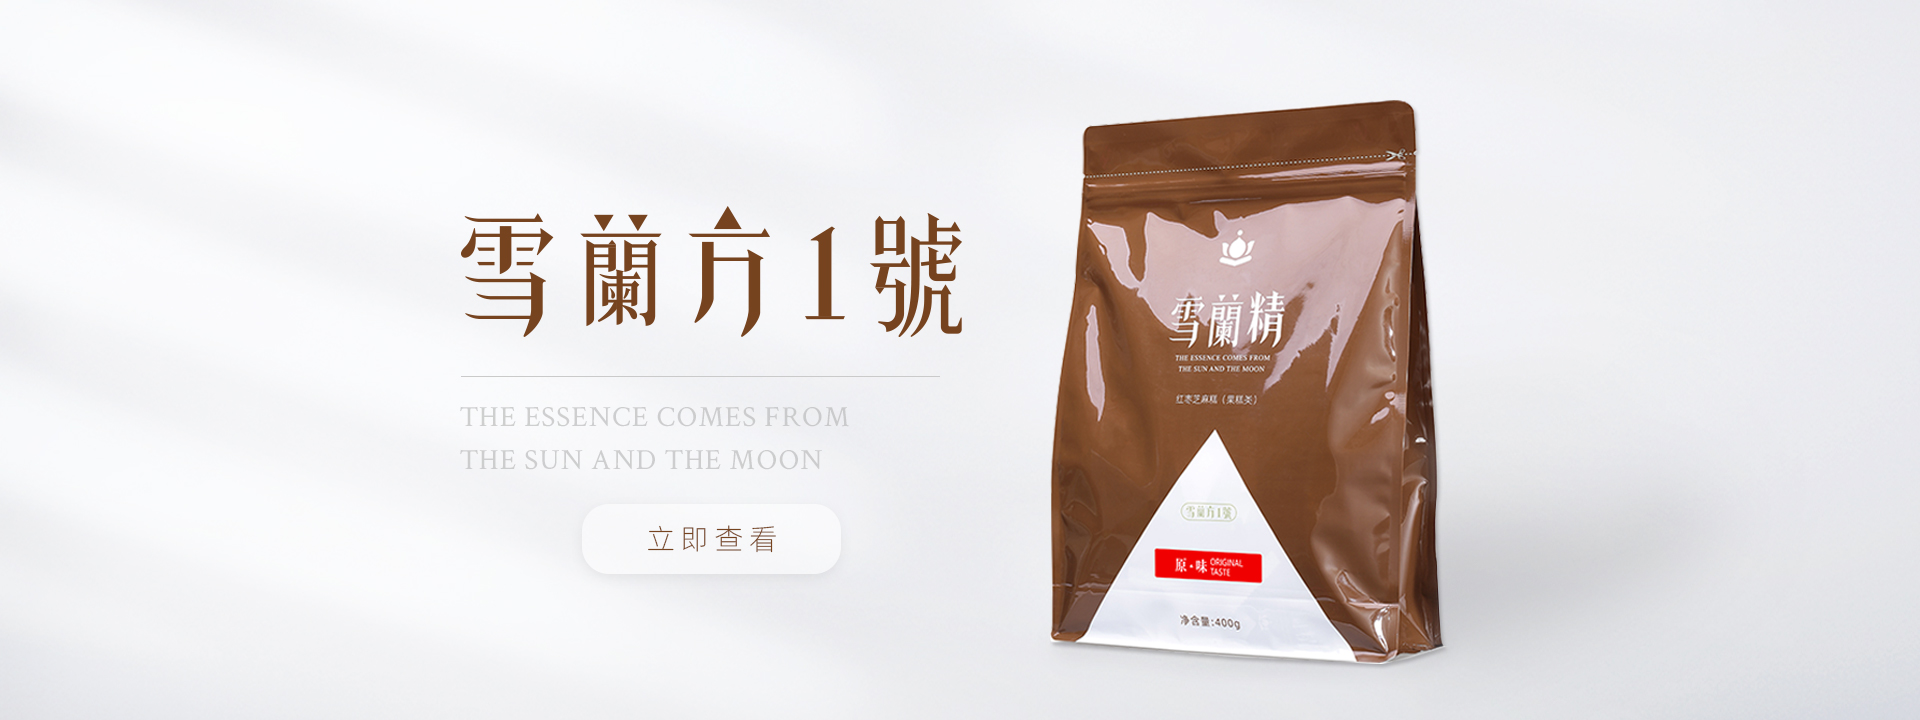 雪蘭方1號
THE ESSENCE COMES FROM
THE SUN AND THE MOON
立即查看
雪蘭精
THE ESSENCE COMES FROM
THE SUN AND THE MOON
红枣芝麻糕（果糕类）
雪蘭方1號
原·味 ORIGINAL TASTE
净含量:400g